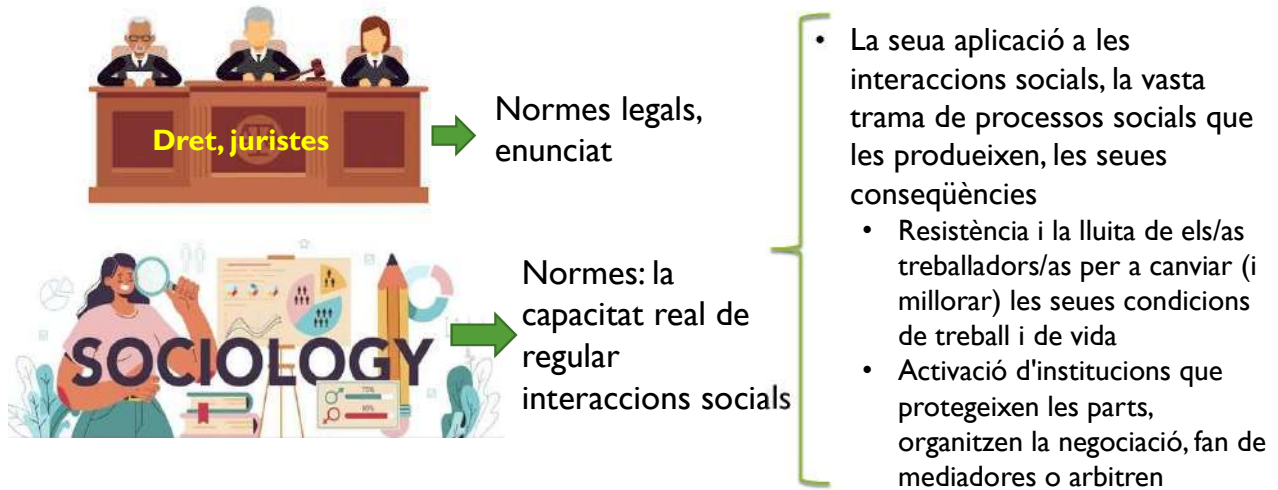 Dret, juristes
Normes legals,
enunciat
SOCIOLOGY
75%
80%
Normes: la
capacitat real de
regular
interaccions socials
• La seua aplicació a les
interaccions socials, la vasta
trama de processos socials que
les produeixen, les seues
conseqüències
• Resistència i la lluita de els/as
treballadors/as per a canviar (i
millorar) les seues condicions
de treball i de vida
• Activació d'institucions que
protegeixen les parts,
organitzen la negociació, fan de
mediadores o arbitren